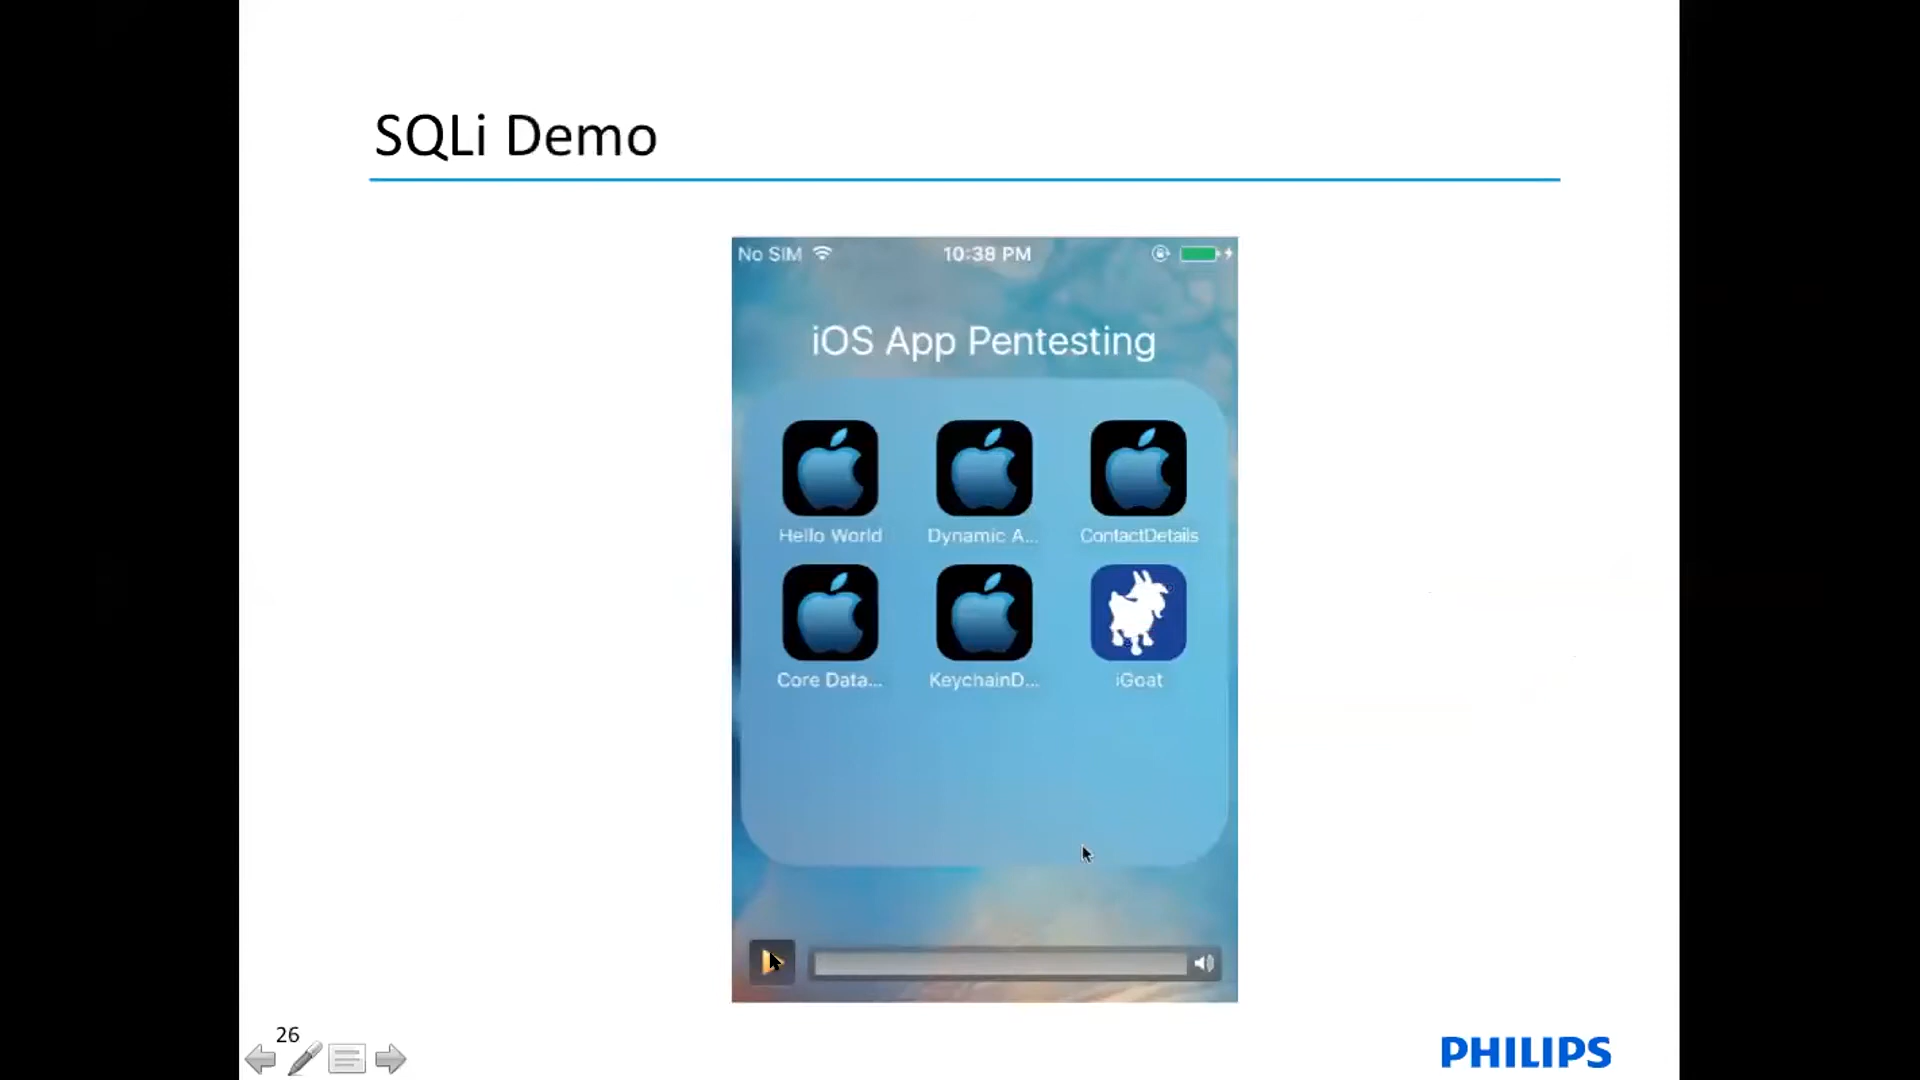 SQLi Demo
No SIM 10:38 PM
iOS App Pentesting
Hello World Dynamic A... ContactDetails
Core Data... KeychainD... iGoat
26
PHILIPS